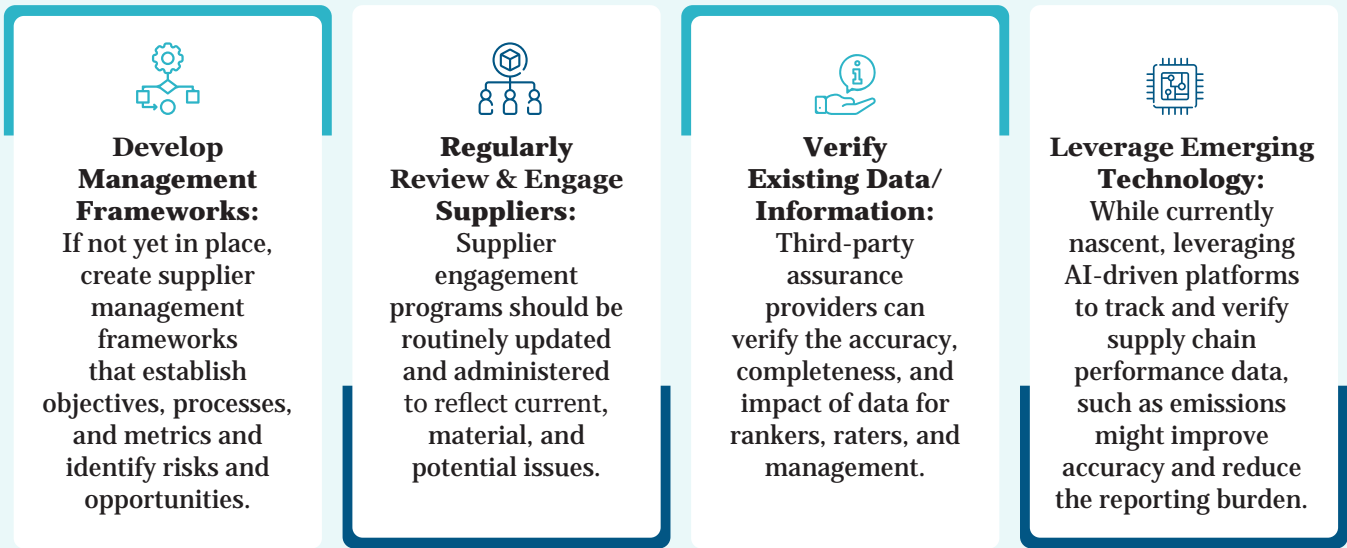 Develop
Management
Frameworks:
If not yet in place,
create supplier
management
frameworks
that establish
objectives, processes,
and metrics and
identify risks and
opportunities.
Regularly
Review & Engage
Suppliers:
Supplier
engagement
programs should be
routinely updated
and administered
to reflect current,
material, and
potential issues.
Verify
Existing Data/
Information:
Third-party
assurance
providers can
verify the accuracy,
completeness, and
impact of data for
rankers, raters, and
management.
Leverage Emerging
Technology:
While currently
nascent, leveraging
AI-driven platforms
to track and verify
supply chain
performance data,
such as emissions
might improve
accuracy and reduce
the reporting burden.